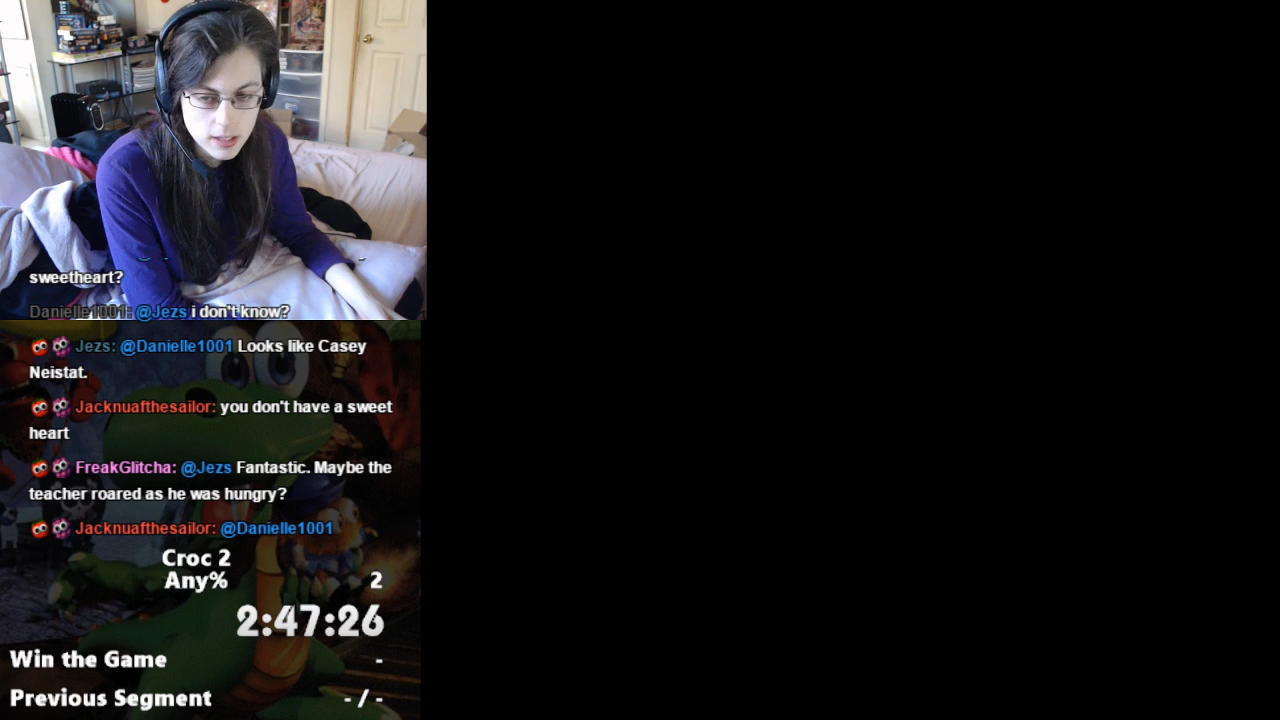 sweetheart?
Danielle1001: @Jezs i don't know?
Jezs: @Danielle1001 Looks like Casey
Neistat.
Jacknuafthesailor: you don't have a sweet
heart
FreakGlitcha: @Jezs Fantastic. Maybe the
teacher roared as he was hungry?
Jacknuafthesailor: @Danielle1001
Croc 2
Any% 2
2:47:26
Win the Game -
Previous Segment - / -